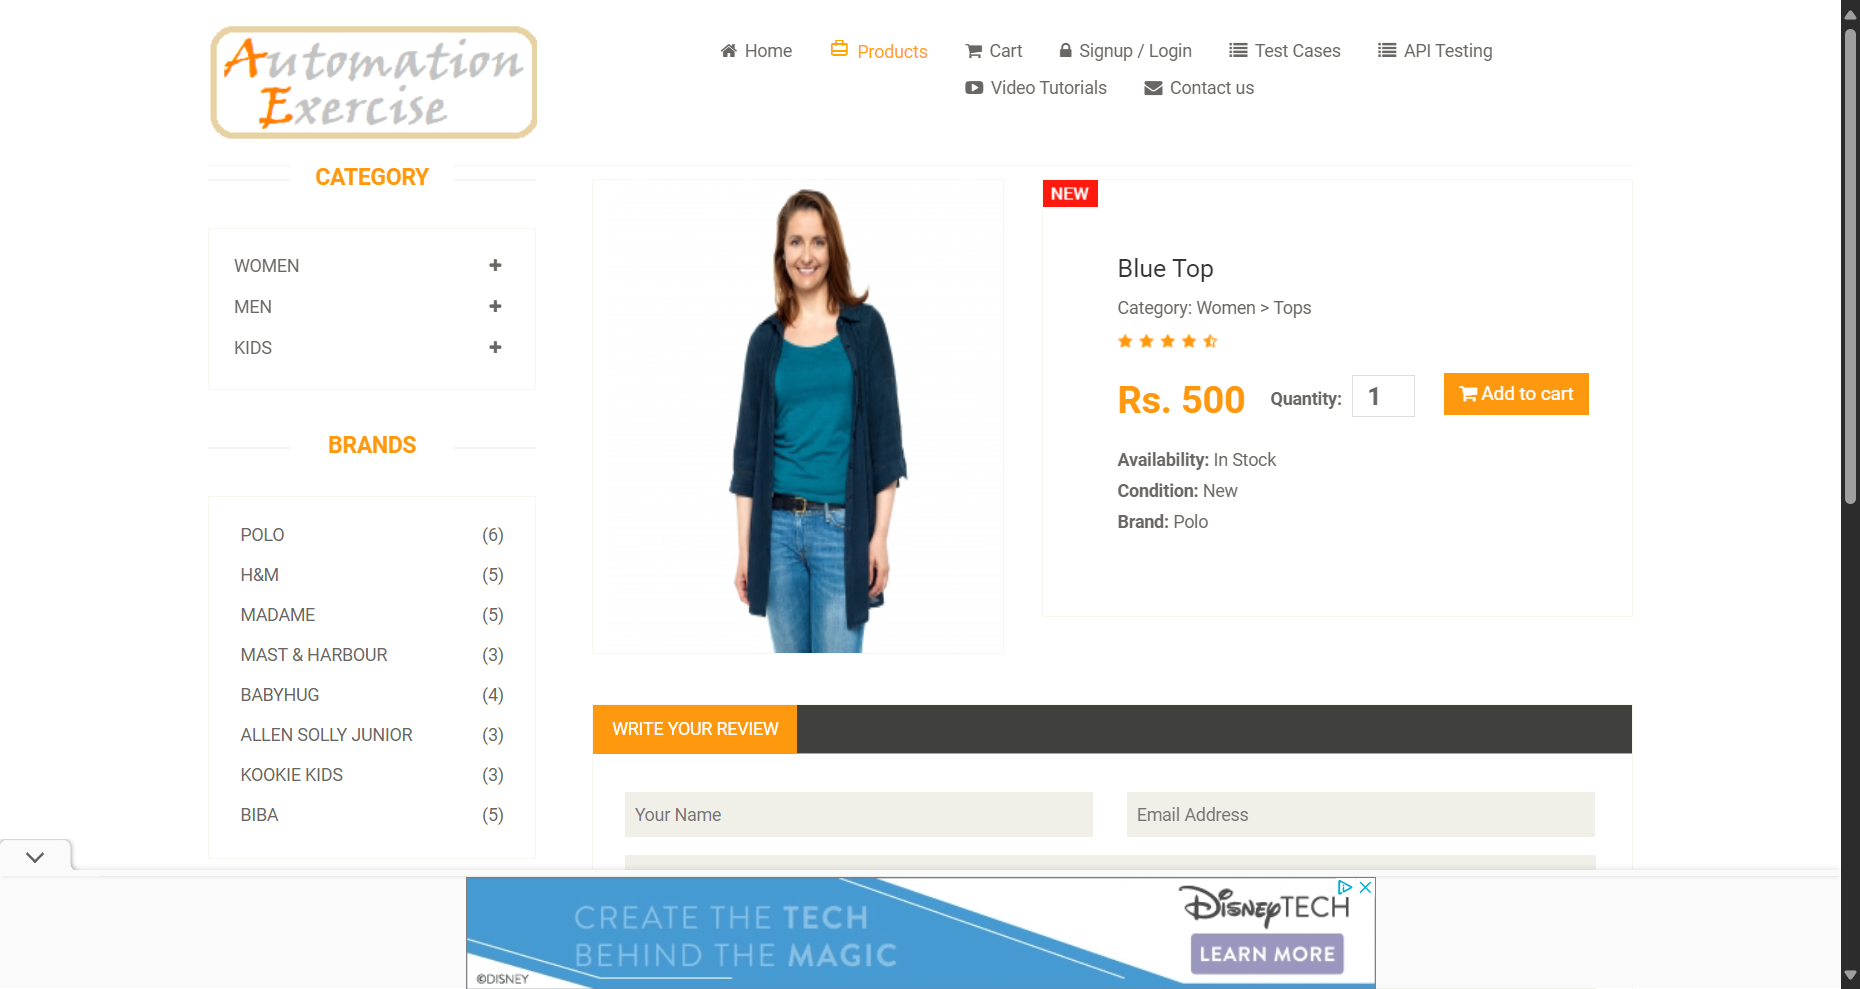 Automation
Exercise
Home
Products
Cart
Signup / Login
Test Cases
API Testing
Video Tutorials
Contact us
CATEGORY
WOMEN
MEN
KIDS
BRANDS
POLO (6)
H&M (5)
MADAME (5)
MAST & HARBOUR (3)
BABYHUG (4)
ALLEN SOLLY JUNIOR (3)
KOOKIE KIDS (3)
BIBA (5)
NEW
Blue Top
Category: Women > Tops
Rs. 500 Quantity: 1 Add to cart
Availability: In Stock
Condition: New
Brand: Polo
WRITE YOUR REVIEW
Your Name
Email Address
CREATE THE TECH
BEHIND THE MAGIC
©DISNEY
DISNEYTECH
LEARN MORE